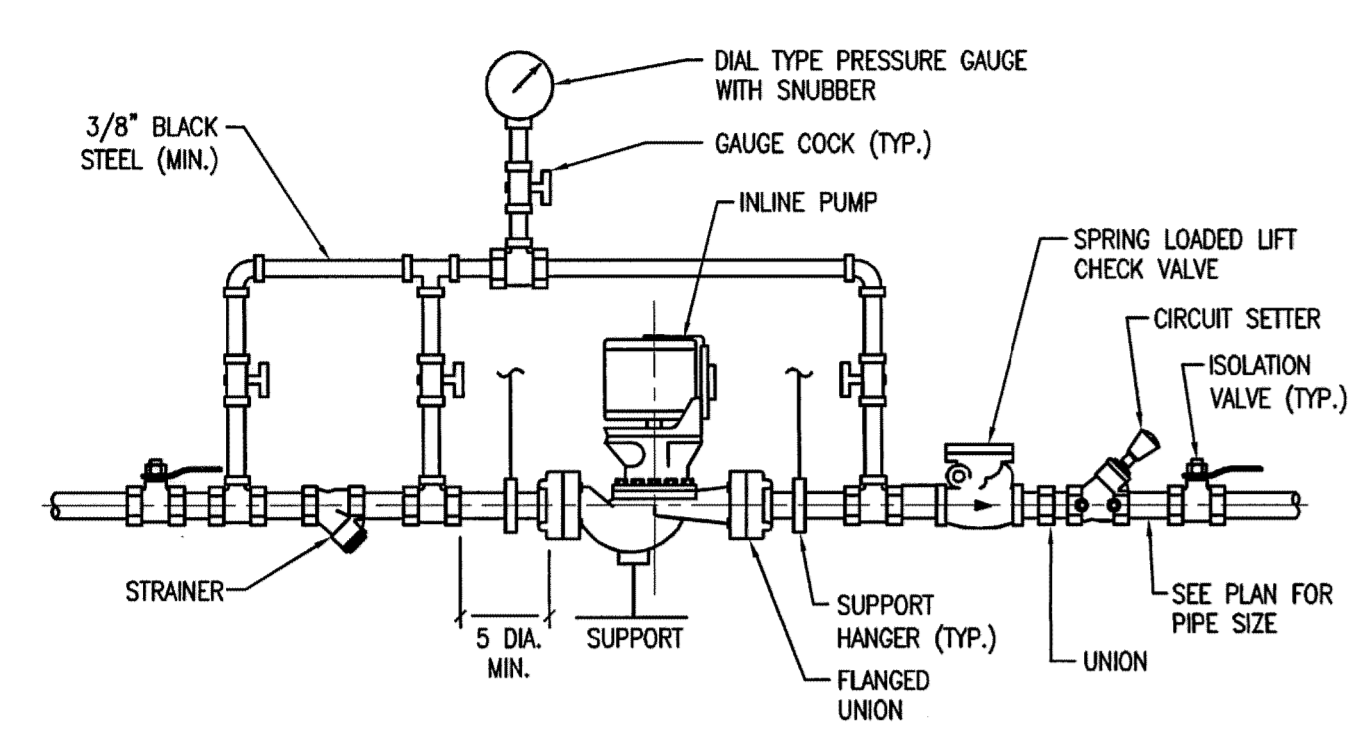 DIAL TYPE PRESSURE GAUGE
WITH SNUBBER
3/8" BLACK
STEEL (MIN.)
GAUGE COCK (TYP.)
INLINE PUMP
SPRING LOADED LIFT
CHECK VALVE
CIRCUIT SETTER
ISOLATION
VALVE (TYP.)
STRAINER
5 DIA.
MIN.
SUPPORT
SUPPORT
HANGER (TYP.)
FLANGED
UNION
UNION
SEE PLAN FOR
PIPE SIZE